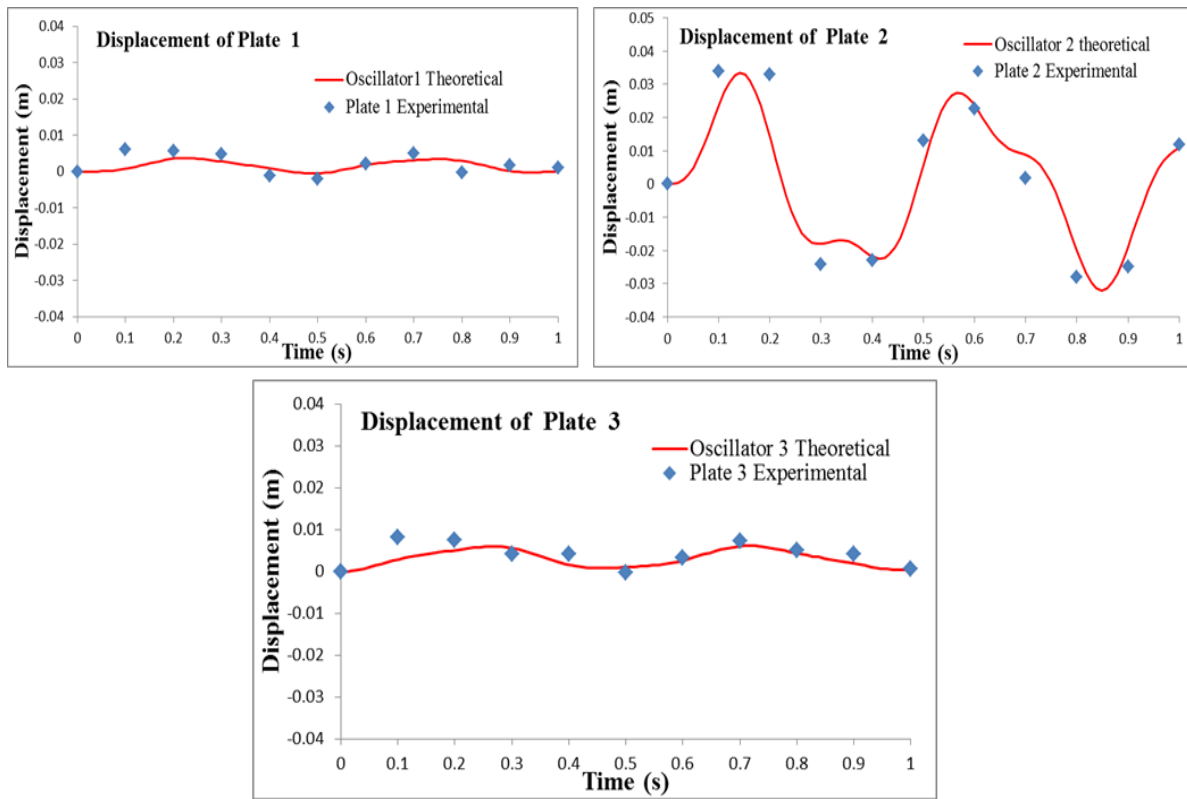 Displacement of Plate 1
Oscillator1 Theoretical
Plate 1 Experimental
Displacement (m)
0.04
0.03
0.02
0.01
0
-0.01
-0.02
-0.03
-0.04
0 0.1 0.2 0.3 0.4 0.5 0.6 0.7 0.8 0.9 1
Time (s)
Displacement of Plate 2
Oscillator 2 theoretical
Plate 2 Experimental
Displacement (m)
0.05
0.04
0.03
0.02
0.01
0
-0.01
-0.02
-0.03
-0.04
0 0.1 0.2 0.3 0.4 0.5 0.6 0.7 0.8 0.9 1
Time (s)
Displacement of Plate 3
Oscillator 3 Theoretical
Plate 3 Experimental
Displacement (m)
0.04
0.03
0.02
0.01
0
-0.01
-0.02
-0.03
-0.04
0 0.1 0.2 0.3 0.4 0.5 0.6 0.7 0.8 0.9 1
Time (s)